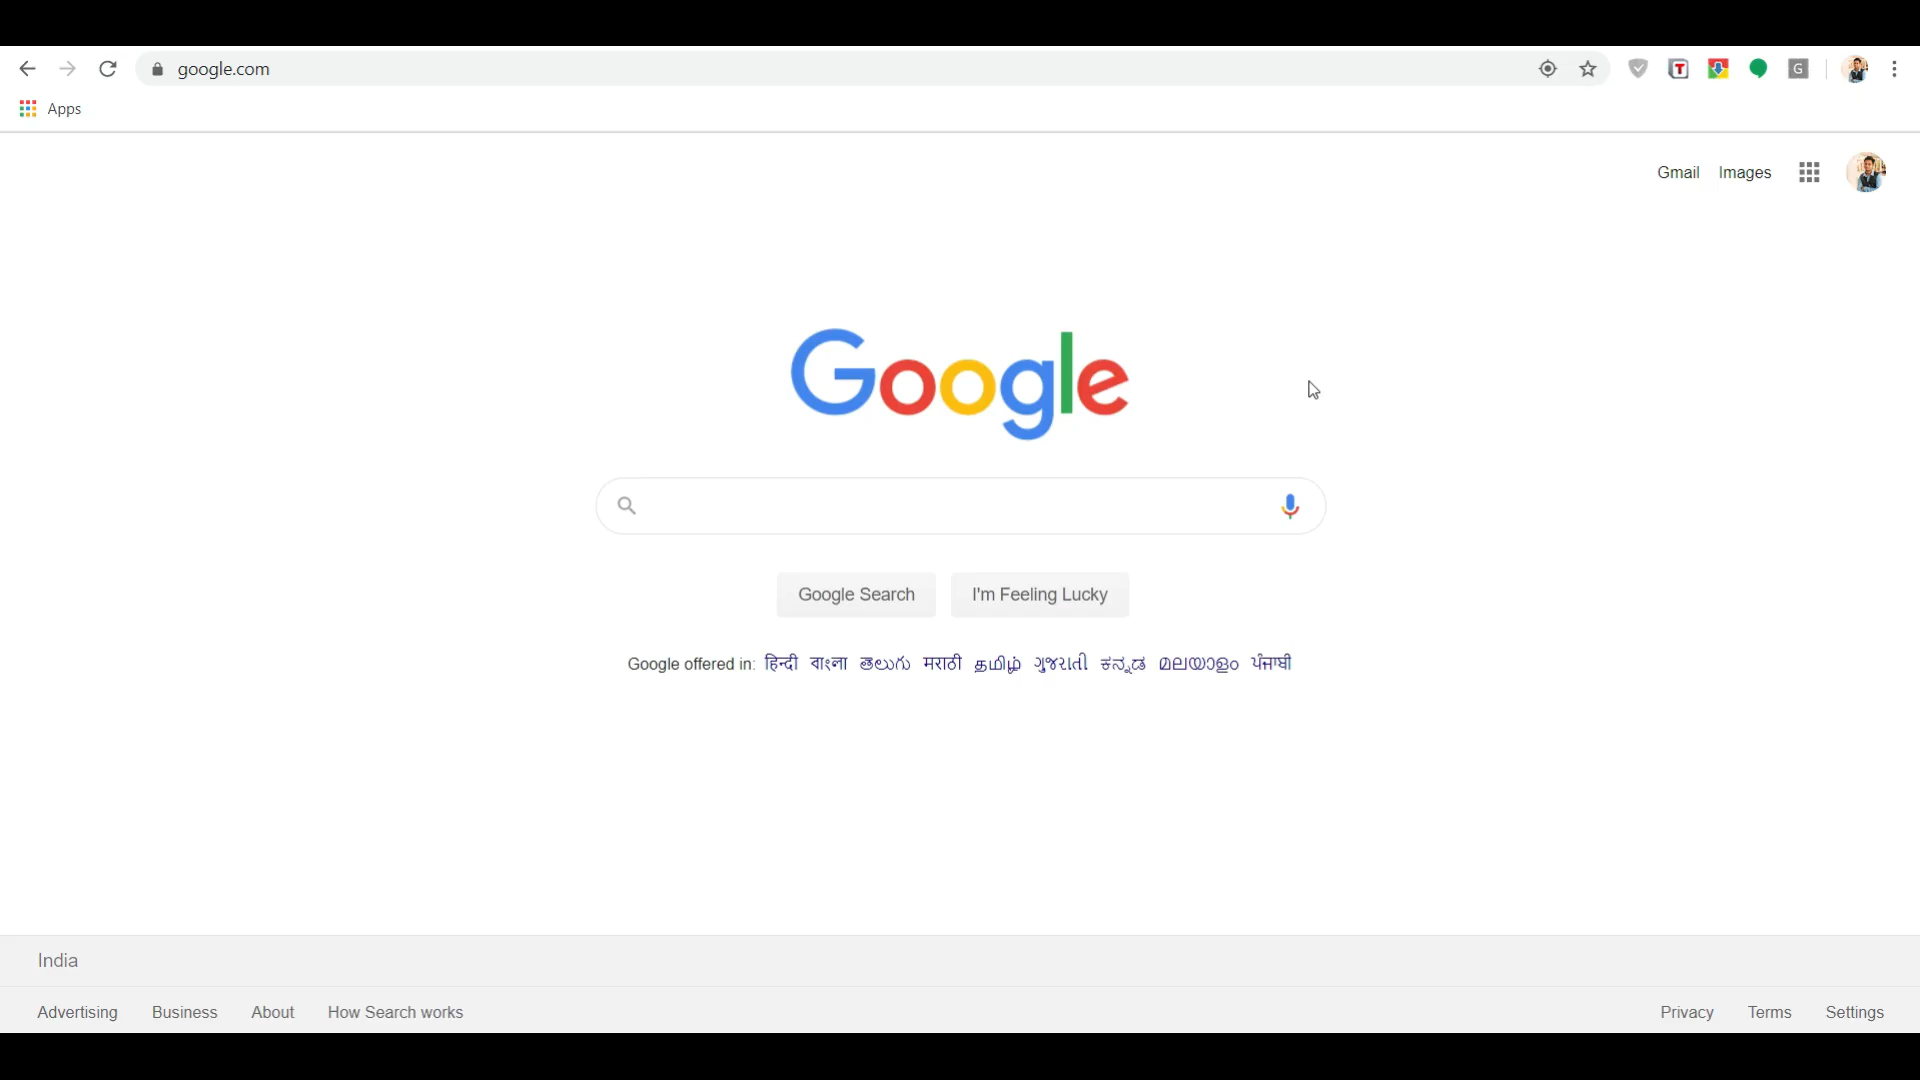 google.com
Apps
Gmail Images
Google
Google Search I'm Feeling Lucky
Google offered in: हिन्दी বাংলা తెలుగు मराठी தமிழ் ગુજરાતી ಕನ್ನಡ മലയാളം ਪੰਜਾਬੀ
India
Advertising Business About How Search works Privacy Terms Settings